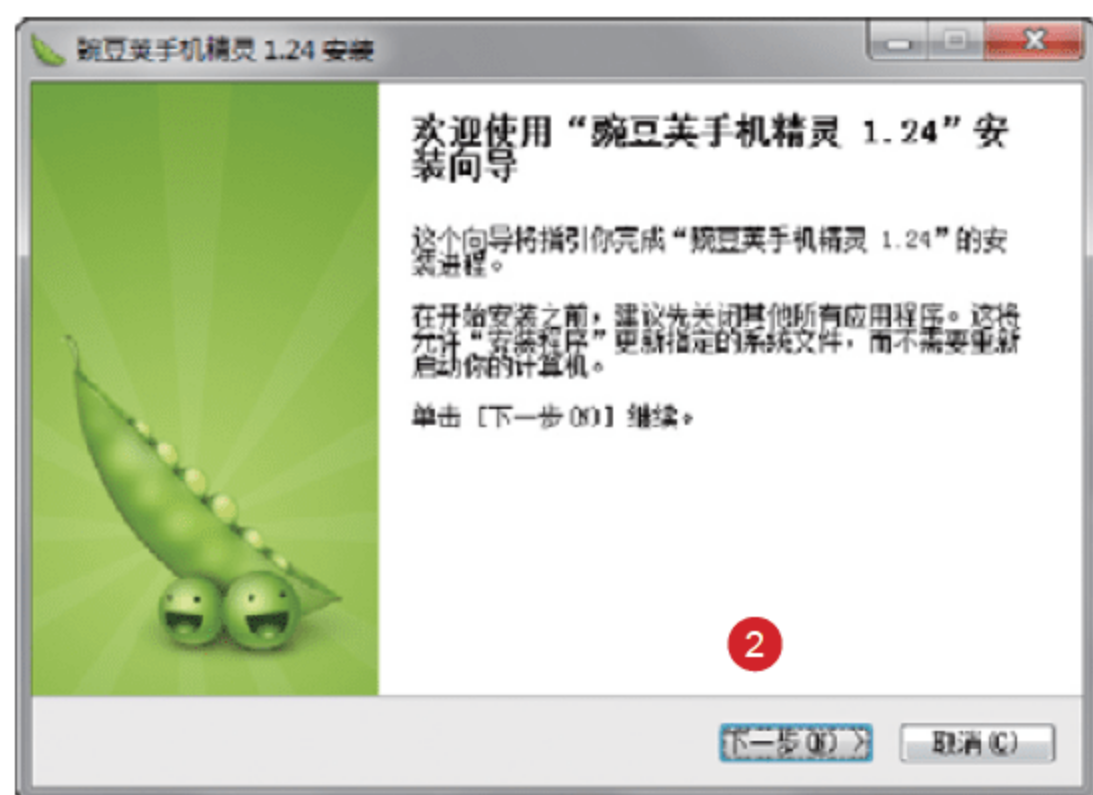 豌豆荚手机精灵 1.24 安装
欢迎使用“豌豆荚手机精灵 1.24”安
装向导
这个向导将指引你完成“豌豆荚手机精灵 1.24”的安
装进程。
在开始安装之前，建议先关闭其他所有应用程序。这将
允许“安装程序”更新指定的系统文件，而不需要重新
启动你的计算机。
单击 [下一步(N)] 继续。
2
下一步(N) >
取消(C)